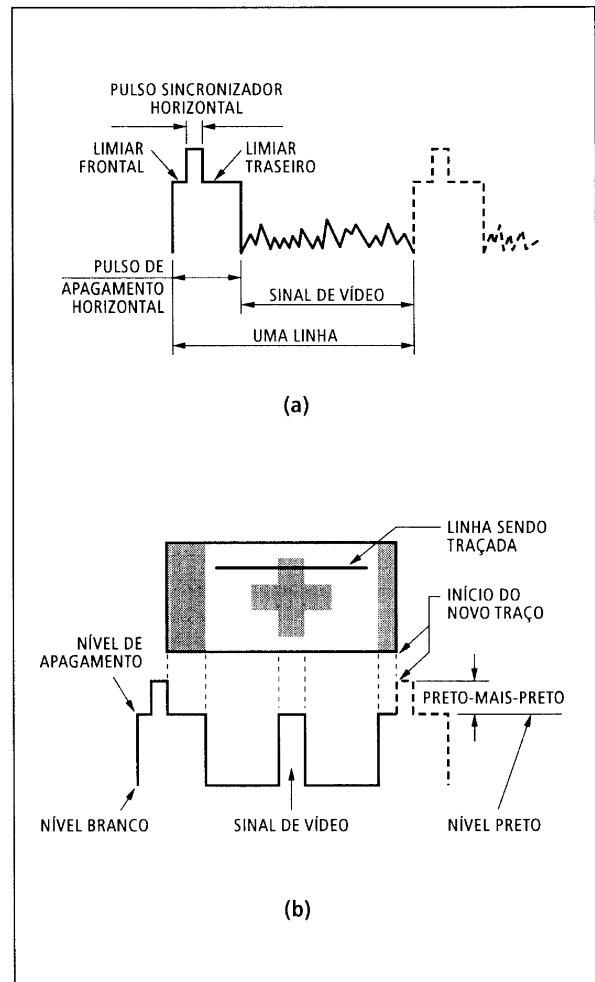 PULSO SINCRONIZADOR
HORIZONTAL
LIMIAR
FRONTAL
LIMIAR
TRASEIRO
PULSO DE
APAGAMENTO
HORIZONTAL
SINAL DE VÍDEO
UMA LINHA
(a)
LINHA SENDO
TRAÇADA
INÍCIO DO
NOVO TRAÇO
NÍVEL DE
APAGAMENTO
PRETO-MAIS-PRETO
NÍVEL BRANCO
SINAL DE VÍDEO
NÍVEL PRETO
(b)